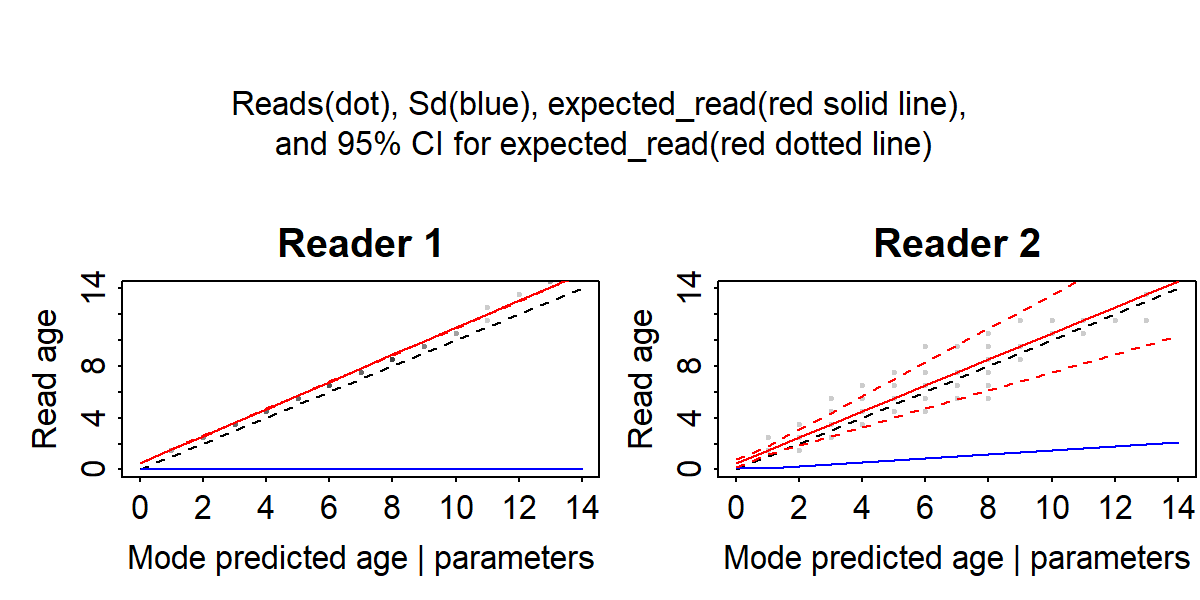 Reads(dot), Sd(blue), expected_read(red solid line),
and 95% CI for expected_read(red dotted line)
Reader 1
Read age
14
8
4
0
0 2 4 6 8 10 12 14
Mode predicted age | parameters
Reader 2
Read age
14
8
4
0
0 2 4 6 8 10 12 14
Mode predicted age | parameters